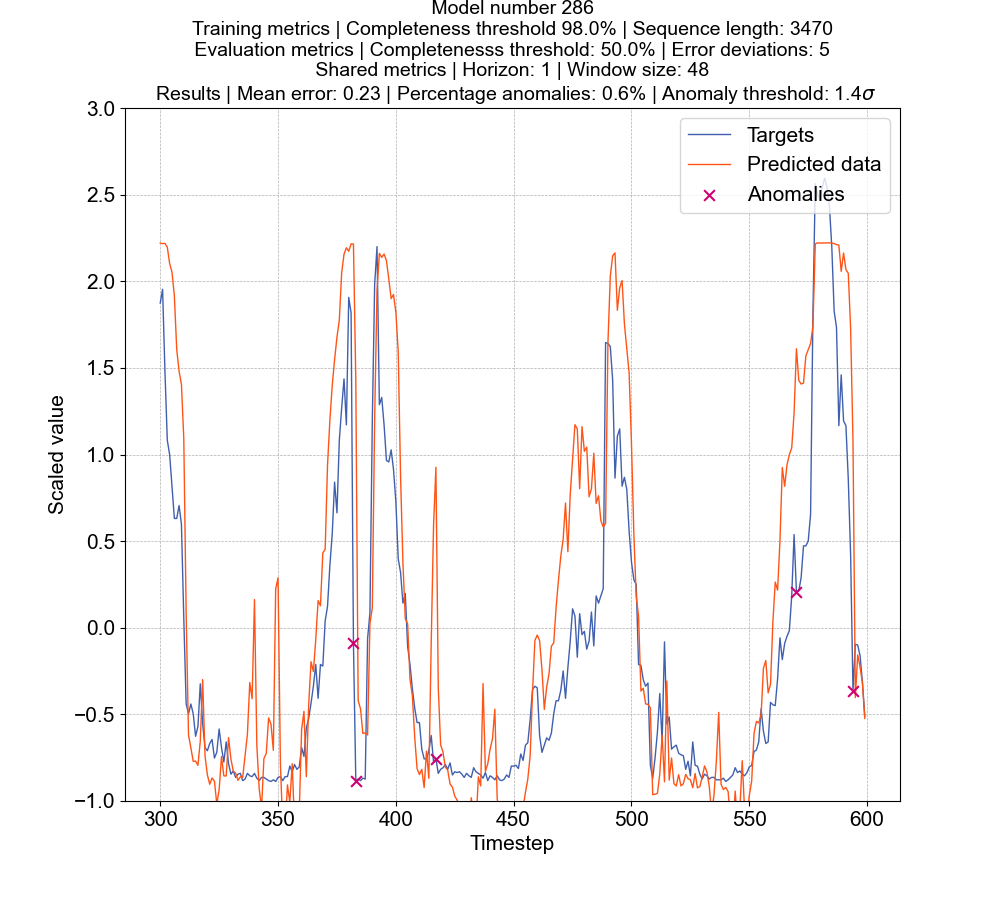 Model number 286
Training metrics | Completeness threshold 98.0% | Sequence length: 3470
Evaluation metrics | Completenesss threshold: 50.0% | Error deviations: 5
Shared metrics | Horizon: 1 | Window size: 48
Results | Mean error: 0.23 | Percentage anomalies: 0.6% | Anomaly threshold: 1.4σ
3.0
Targets
Predicted data
Anomalies
2.5
2.0
1.5
1.0
0.5
0.0
−0.5
−1.0
Scaled value
300 350 400 450 500 550 600
Timestep